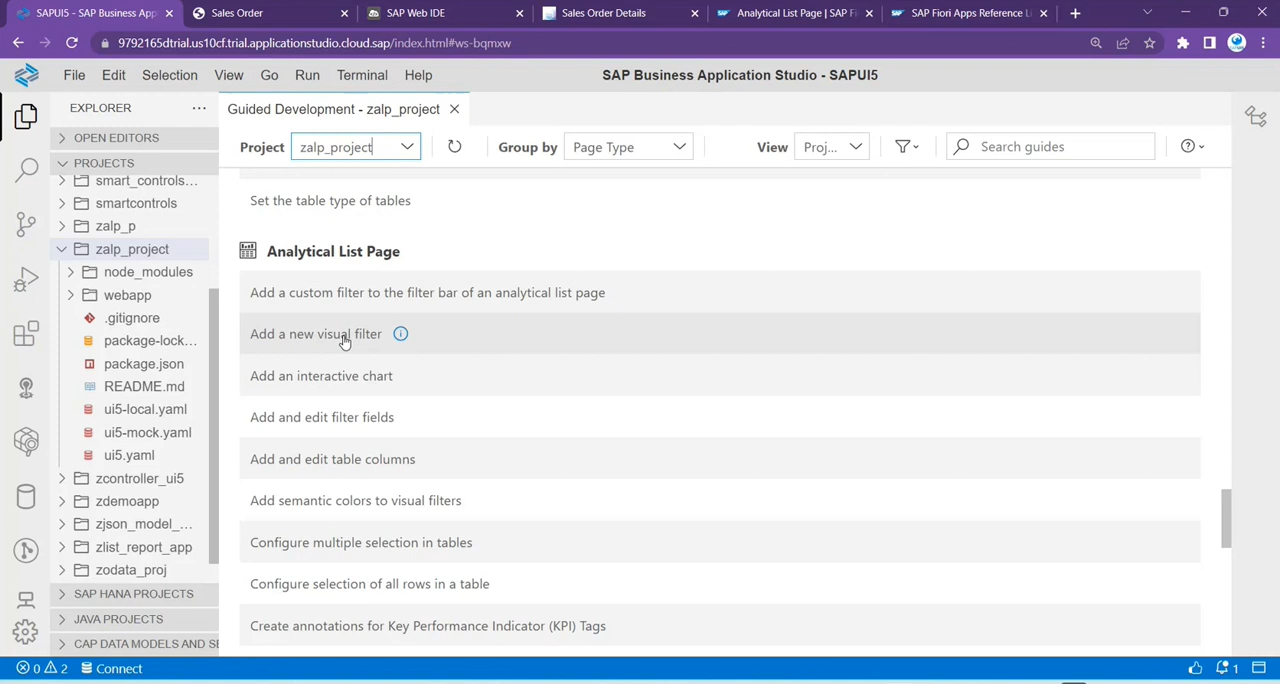 SAPUI5 - SAP Business App
Sales Order
SAP Web IDE
Sales Order Details
Analytical List Page | SAP Fi
SAP Fiori Apps Reference L
9792165dtrial.us10cf.trial.applicationstudio.cloud.sap/index.html#ws-bqmxw
File Edit Selection View Go Run Terminal Help
SAP Business Application Studio - SAPUI5
EXPLORER ...
OPEN EDITORS
PROJECTS
smart_controls...
smartcontrols
zalp_p
zalp_project
node_modules
webapp
.gitignore
package-lock...
package.json
README.md
ui5-local.yaml
ui5-mock.yaml
ui5.yaml
zcontroller_ui5
zdemoapp
zjson_model_...
zlist_report_app
zodata_proj
SAP HANA PROJECTS
JAVA PROJECTS
CAP DATA MODELS AND SE
Guided Development - zalp_project
Project zalp_project Group by Page Type View Proj... Search guides
Set the table type of tables
Analytical List Page
Add a custom filter to the filter bar of an analytical list page
Add a new visual filter
Add an interactive chart
Add and edit filter fields
Add and edit table columns
Add semantic colors to visual filters
Configure multiple selection in tables
Configure selection of all rows in a table
Create annotations for Key Performance Indicator (KPI) Tags
0 2 Connect 1